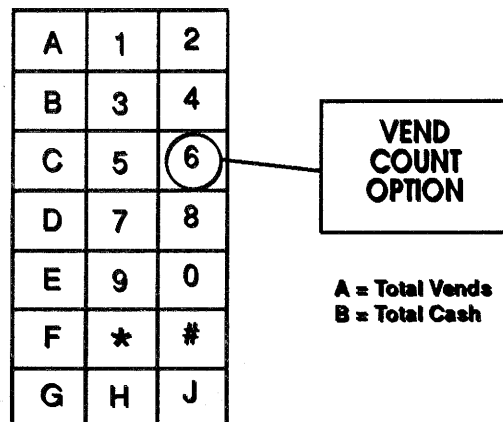 A 1 2
B 3 4
C 5 6
D 7 8
E 9 0
F * #
G H J
VEND
COUNT
OPTION
A = Total Vends
B = Total Cash